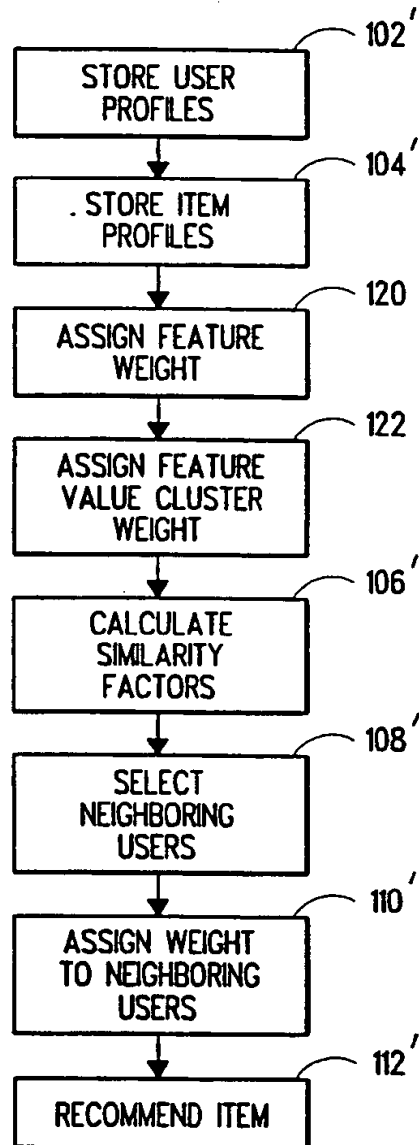 102'
STORE USER
PROFILES
104'
. STORE ITEM
PROFILES
120
ASSIGN FEATURE
WEIGHT
122
ASSIGN FEATURE
VALUE CLUSTER
WEIGHT
106'
CALCULATE
SIMILARITY
FACTORS
108'
SELECT
NEIGHBORING
USERS
110'
ASSIGN WEIGHT
TO NEIGHBORING
USERS
112'
RECOMMEND ITEM